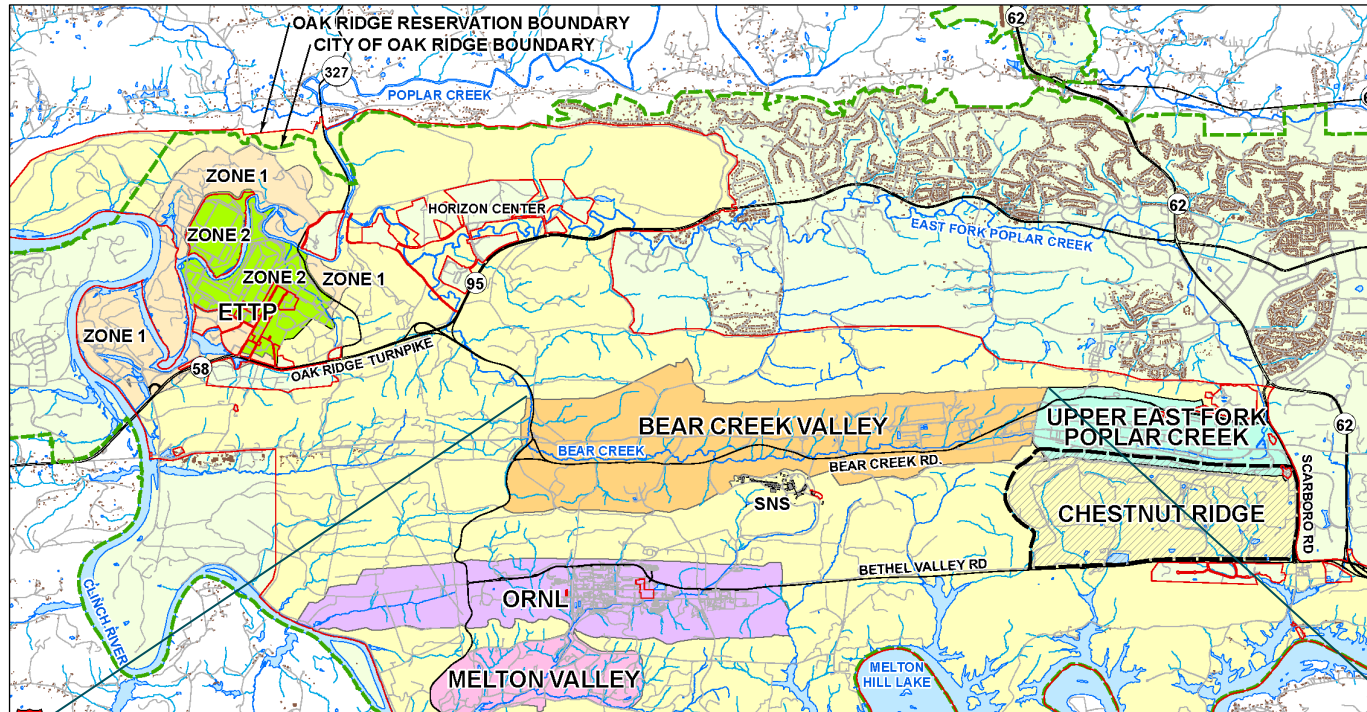 OAK RIDGE RESERVATION BOUNDARY
CITY OF OAK RIDGE BOUNDARY
62
327
POPLAR CREEK
ZONE 1
HORIZON CENTER
62
ZONE 2
EAST FORK POPLAR CREEK
ZONE 2
ZONE 1
95
ETTP
ZONE 1
58
OAK RIDGE TURNPIKE
BEAR CREEK VALLEY
UPPER EAST FORK
POPLAR CREEK
62
BEAR CREEK
BEAR CREEK RD.
SNS
SCARBORO RD
CHESTNUT RIDGE
BETHEL VALLEY RD
ORNL
CLINCH RIVER
MELTON VALLEY
MELTON
HILL LAKE